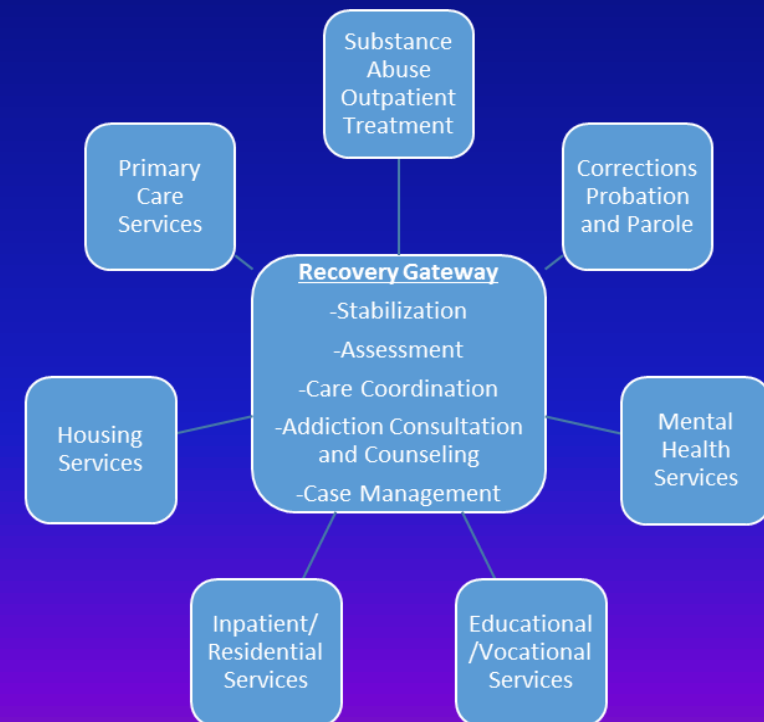 Substance
Abuse
Outpatient
Treatment
Primary
Care
Services
Corrections
Probation
and Parole
Recovery Gateway
-Stabilization
-Assessment
-Care Coordination
-Addiction Consultation
and Counseling
-Case Management
Housing
Services
Mental
Health
Services
Inpatient/
Residential
Services
Educational
/Vocational
Services